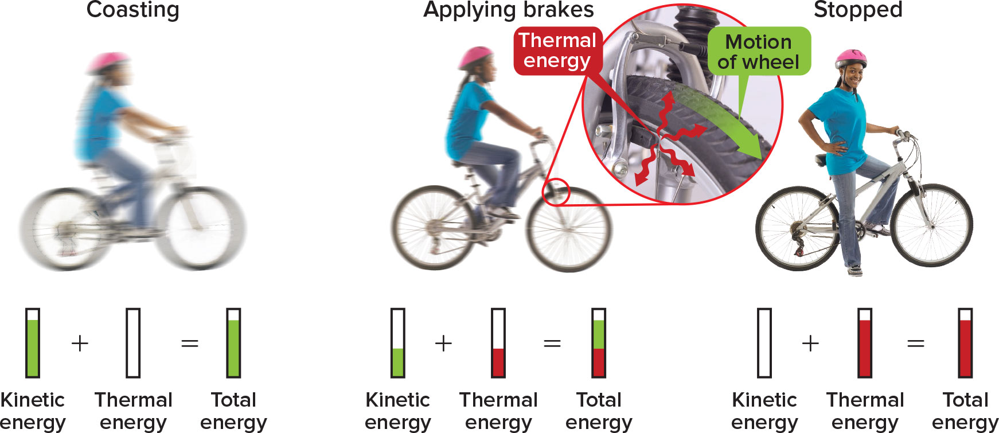 Coasting
Applying brakes
Stopped
Thermal
energy
Motion
of wheel
+
=
+
=
+
=
Kinetic
energy
Thermal
energy
Total
energy
Kinetic
energy
Thermal
energy
Total
energy
Kinetic
energy
Thermal
energy
Total
energy